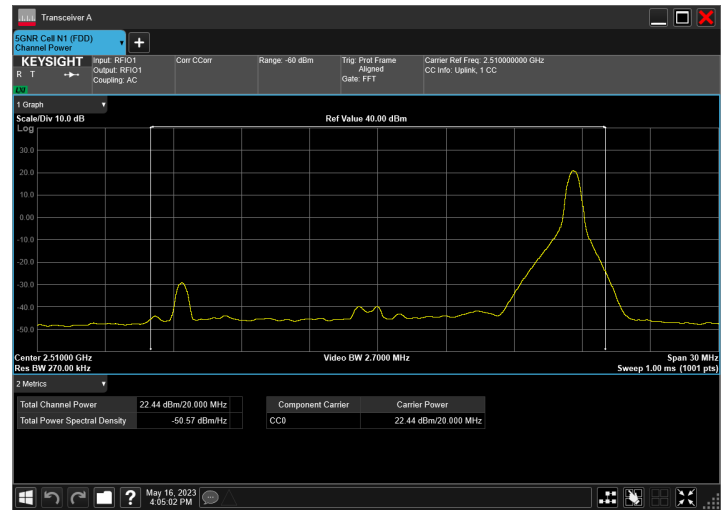 Transceiver A
5GNR Cell N1 (FDD)
Channel Power
KEYSIGHT
R T
LXI
Input: RFIO1
Output: RFIO1
Coupling: AC
Corr CCorr
Range: -60 dBm
Trig: Prot Frame
Aligned
Gate: FFT
Carrier Ref Freq: 2.510000000 GHz
CC Info: Uplink, 1 CC
1 Graph
Scale/Div 10.0 dB
Ref Value 40.00 dBm
Log
30.0
20.0
10.0
0.00
-10.0
-20.0
-30.0
-40.0
-50.0
Center 2.51000 GHz
Video BW 2.7000 MHz
Span 30 MHz
Res BW 270.00 kHz
Sweep 1.00 ms (1001 pts)
2 Metrics
Total Channel Power 22.44 dBm/20.000 MHz
Total Power Spectral Density -50.57 dBm/Hz
Component Carrier Carrier Power
CC0 22.44 dBm/20.000 MHz
?
May 16, 2023
4:05:02 PM